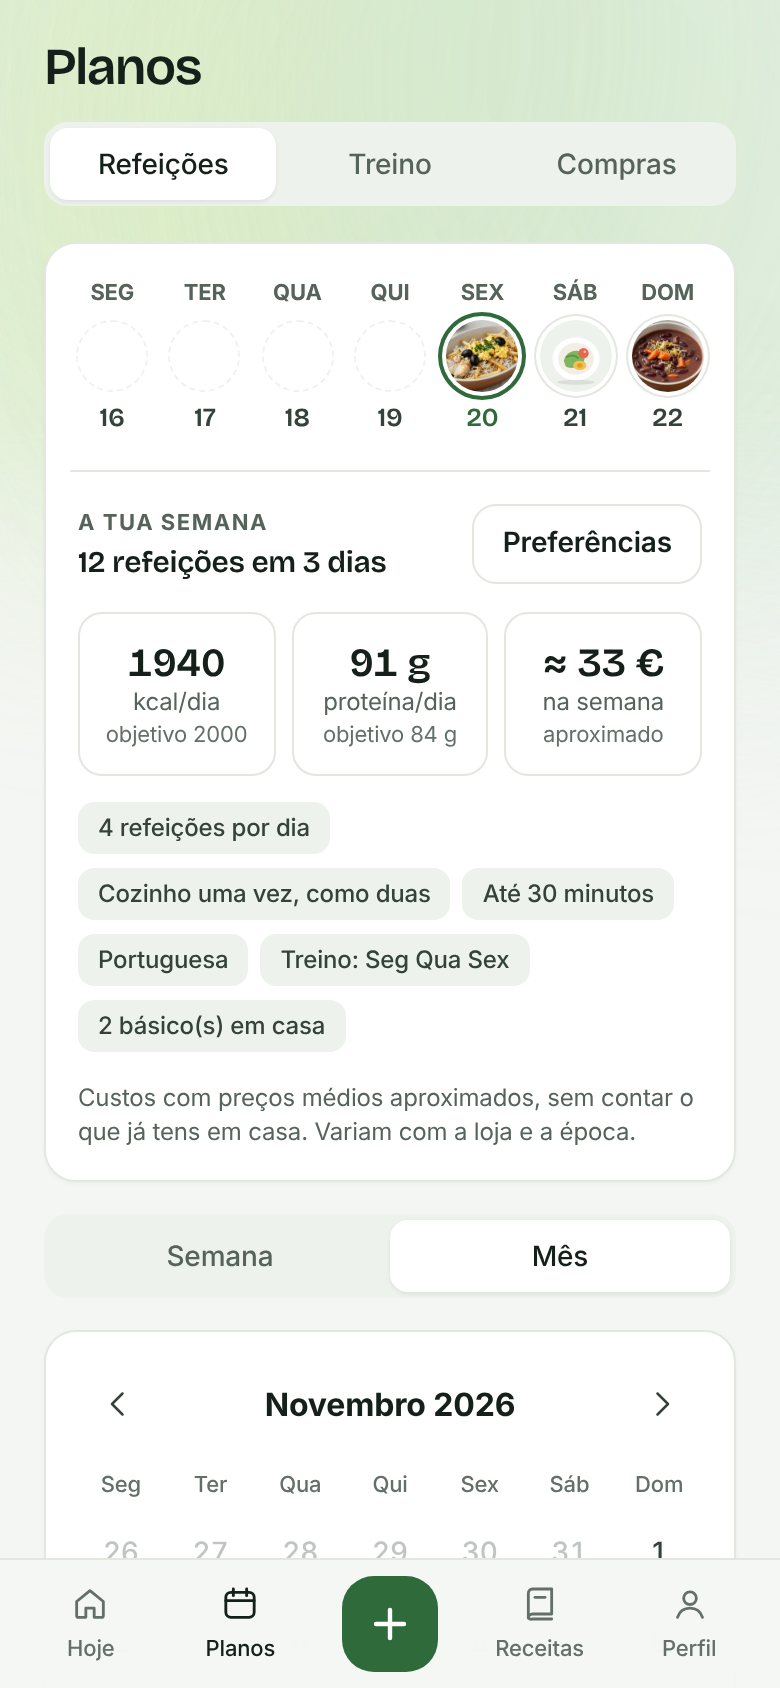 Planos
Refeições Treino Compras
SEG TER QUA QUI SEX SÁB DOM
16 17 18 19 20 21 22
A TUA SEMANA
12 refeições em 3 dias
Preferências
1940 91 g ≈ 33 €
kcal/dia proteína/dia na semana
objetivo 2000 objetivo 84 g aproximado
4 refeições por dia
Cozinho uma vez, como duas Até 30 minutos
Portuguesa Treino: Seg Qua Sex
2 básico(s) em casa
Custos com preços médios aproximados, sem contar o
que já tens em casa. Variam com a loja e a época.
Semana Mês
Novembro 2026
Seg Ter Qua Qui Sex Sáb Dom
26 27 28 29 30 31 1
Hoje Planos Receitas Perfil